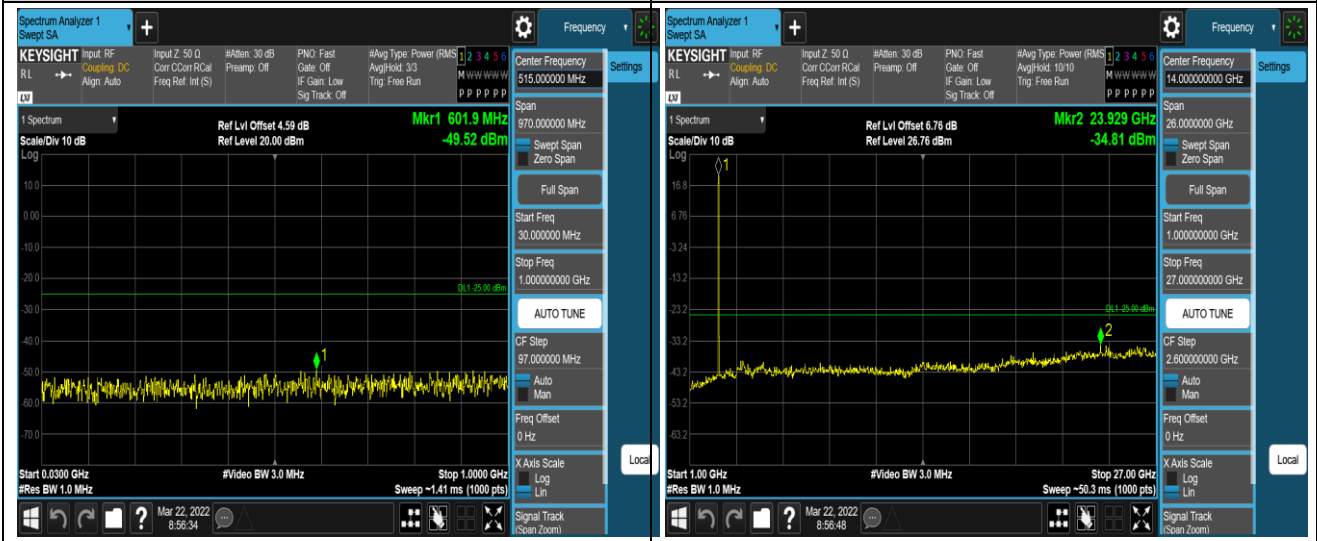 Spectrum Analyzer 1
Swept SA
+
Frequency
KEYSIGHT
RL
Input: RF
Coupling: DC
Align: Auto
Input Z: 50 Ω
Corr CCorr RCal
Freq Ref: Int (S)
#Atten: 30 dB
Preamp: Off
PNO: Fast
Gate: Off
IF Gain: Low
Sig Track: Off
#Avg Type: Power (RMS
Avg|Hold: 3/3
Trig: Free Run
1 2 3 4 5 6
M W W W W W
P P P P P P
LXI
1 Spectrum
Scale/Div 10 dB
Log
Ref Lvl Offset 4.59 dB
Ref Level 20.00 dBm
Mkr1 601.9 MHz
-49.52 dBm
10.0
0.00
-10.0
-20.0
-30.0
-40.0
-50.0
-60.0
-70.0
DL1 -25.00 dBm
1
Start 0.0300 GHz
#Res BW 1.0 MHz
#Video BW 3.0 MHz
Stop 1.0000 GHz
Sweep ~1.41 ms (1000 pts)
Mar 22, 2022
8:56:34
?
Center Frequency
515.000000 MHz
Settings
Span
970.000000 MHz
Swept Span
Zero Span
Full Span
Start Freq
30.000000 MHz
Stop Freq
1.000000000 GHz
AUTO TUNE
CF Step
97.000000 MHz
Auto
Man
Freq Offset
0 Hz
X Axis Scale
Log
Lin
Local
Signal Track
(Span Zoom)
Spectrum Analyzer 1
Swept SA
+
Frequency
KEYSIGHT
RL
Input: RF
Coupling: DC
Align: Auto
Input Z: 50 Ω
Corr CCorr RCal
Freq Ref: Int (S)
#Atten: 30 dB
Preamp: Off
PNO: Fast
Gate: Off
IF Gain: Low
Sig Track: Off
#Avg Type: Power (RMS
Avg|Hold: 10/10
Trig: Free Run
1 2 3 4 5 6
M W W W W W
P P P P P P
LXI
1 Spectrum
Scale/Div 10 dB
Log
Ref Lvl Offset 6.76 dB
Ref Level 26.76 dBm
Mkr2 23.929 GHz
-34.81 dBm
1
16.8
6.76
-3.24
-13.2
-23.2
-33.2
-43.2
-53.2
-63.2
DL1 -25.00 dBm
2
Start 1.00 GHz
#Res BW 1.0 MHz
#Video BW 3.0 MHz
Stop 27.00 GHz
Sweep ~50.3 ms (1000 pts)
Mar 22, 2022
8:56:48
?
Center Frequency
14.000000000 GHz
Settings
Span
26.0000000 GHz
Swept Span
Zero Span
Full Span
Start Freq
1.000000000 GHz
Stop Freq
27.000000000 GHz
AUTO TUNE
CF Step
2.600000000 GHz
Auto
Man
Freq Offset
0 Hz
X Axis Scale
Log
Lin
Local
Signal Track
(Span Zoom)